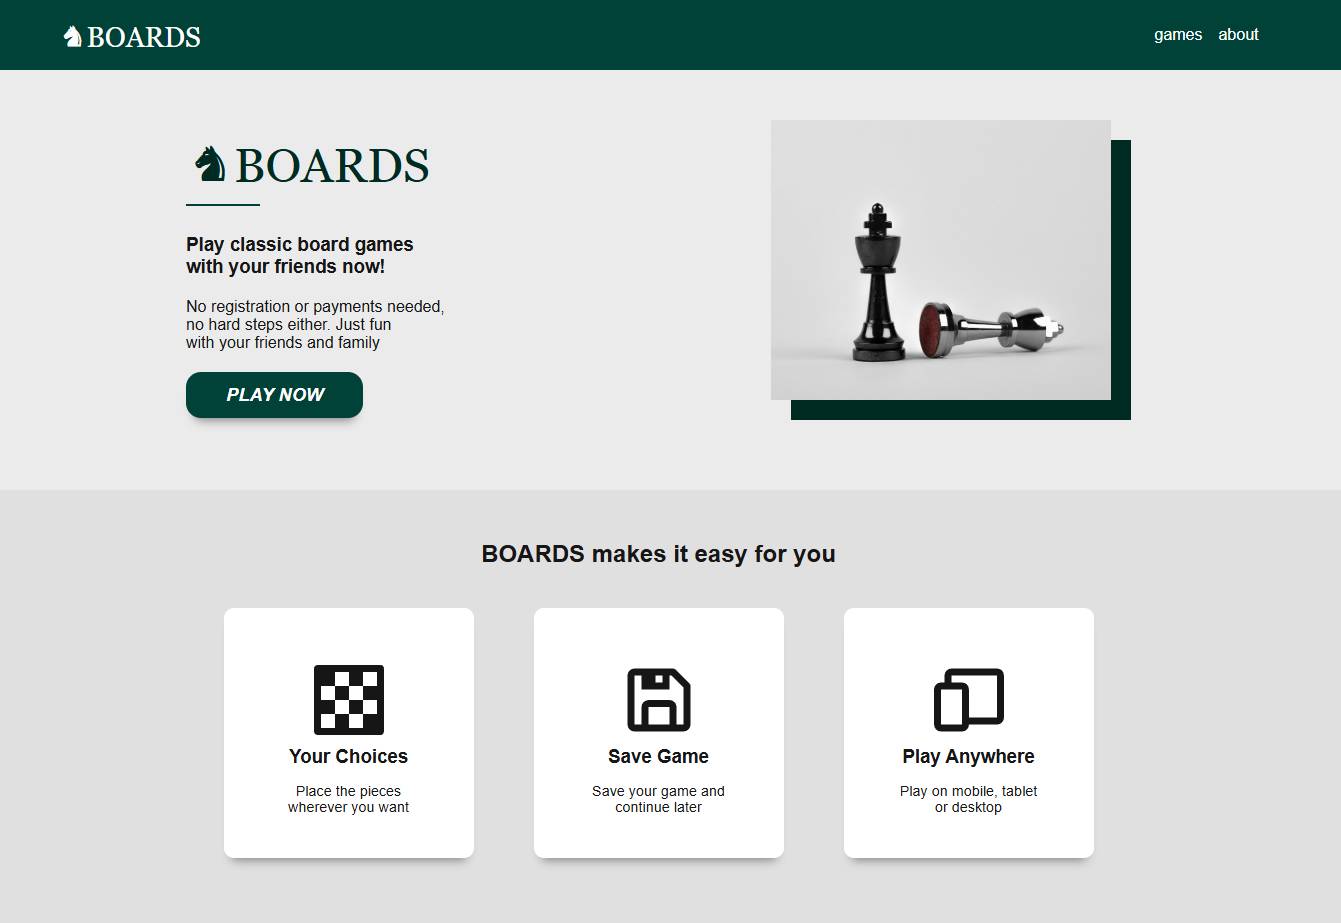 BOARDS
games about
BOARDS
Play classic board games
with your friends now!
No registration or payments needed,
no hard steps either. Just fun
with your friends and family
PLAY NOW
BOARDS makes it easy for you
Your Choices
Place the pieces
wherever you want
Save Game
Save your game and
continue later
Play Anywhere
Play on mobile, tablet
or desktop